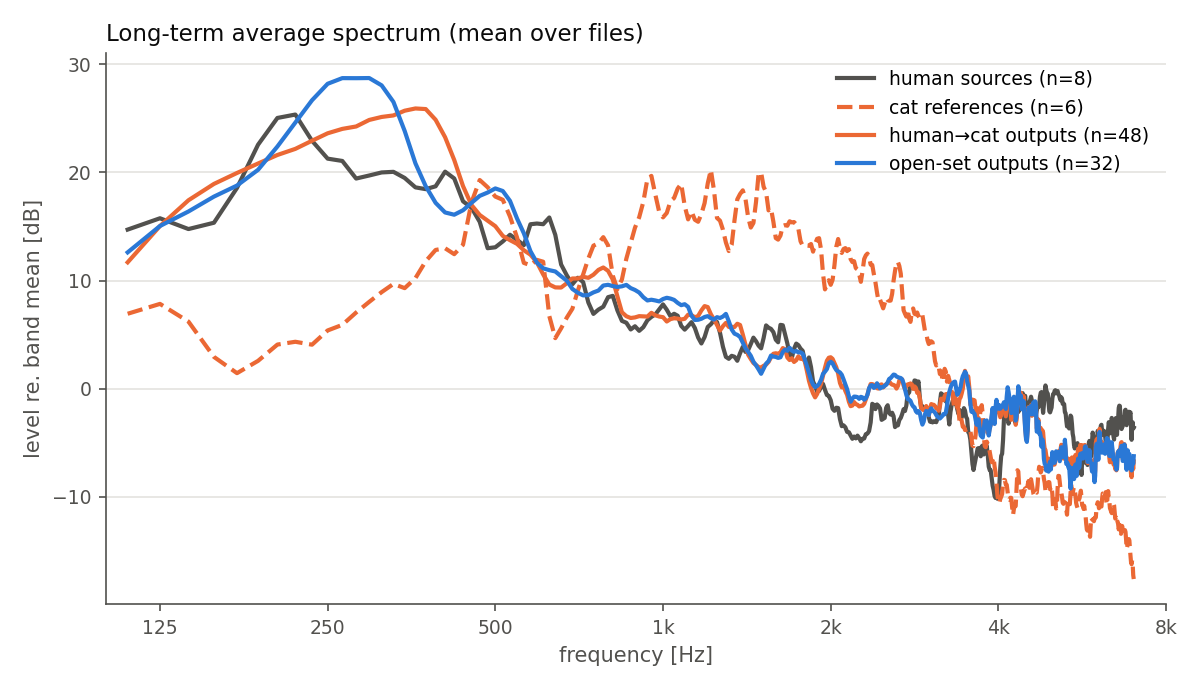 Long-term average spectrum (mean over files)
human sources (n=8)
cat references (n=6)
human→cat outputs (n=48)
open-set outputs (n=32)
level re. band mean [dB]
30
20
10
0
−10
125
250
500
1k
2k
4k
8k
frequency [Hz]